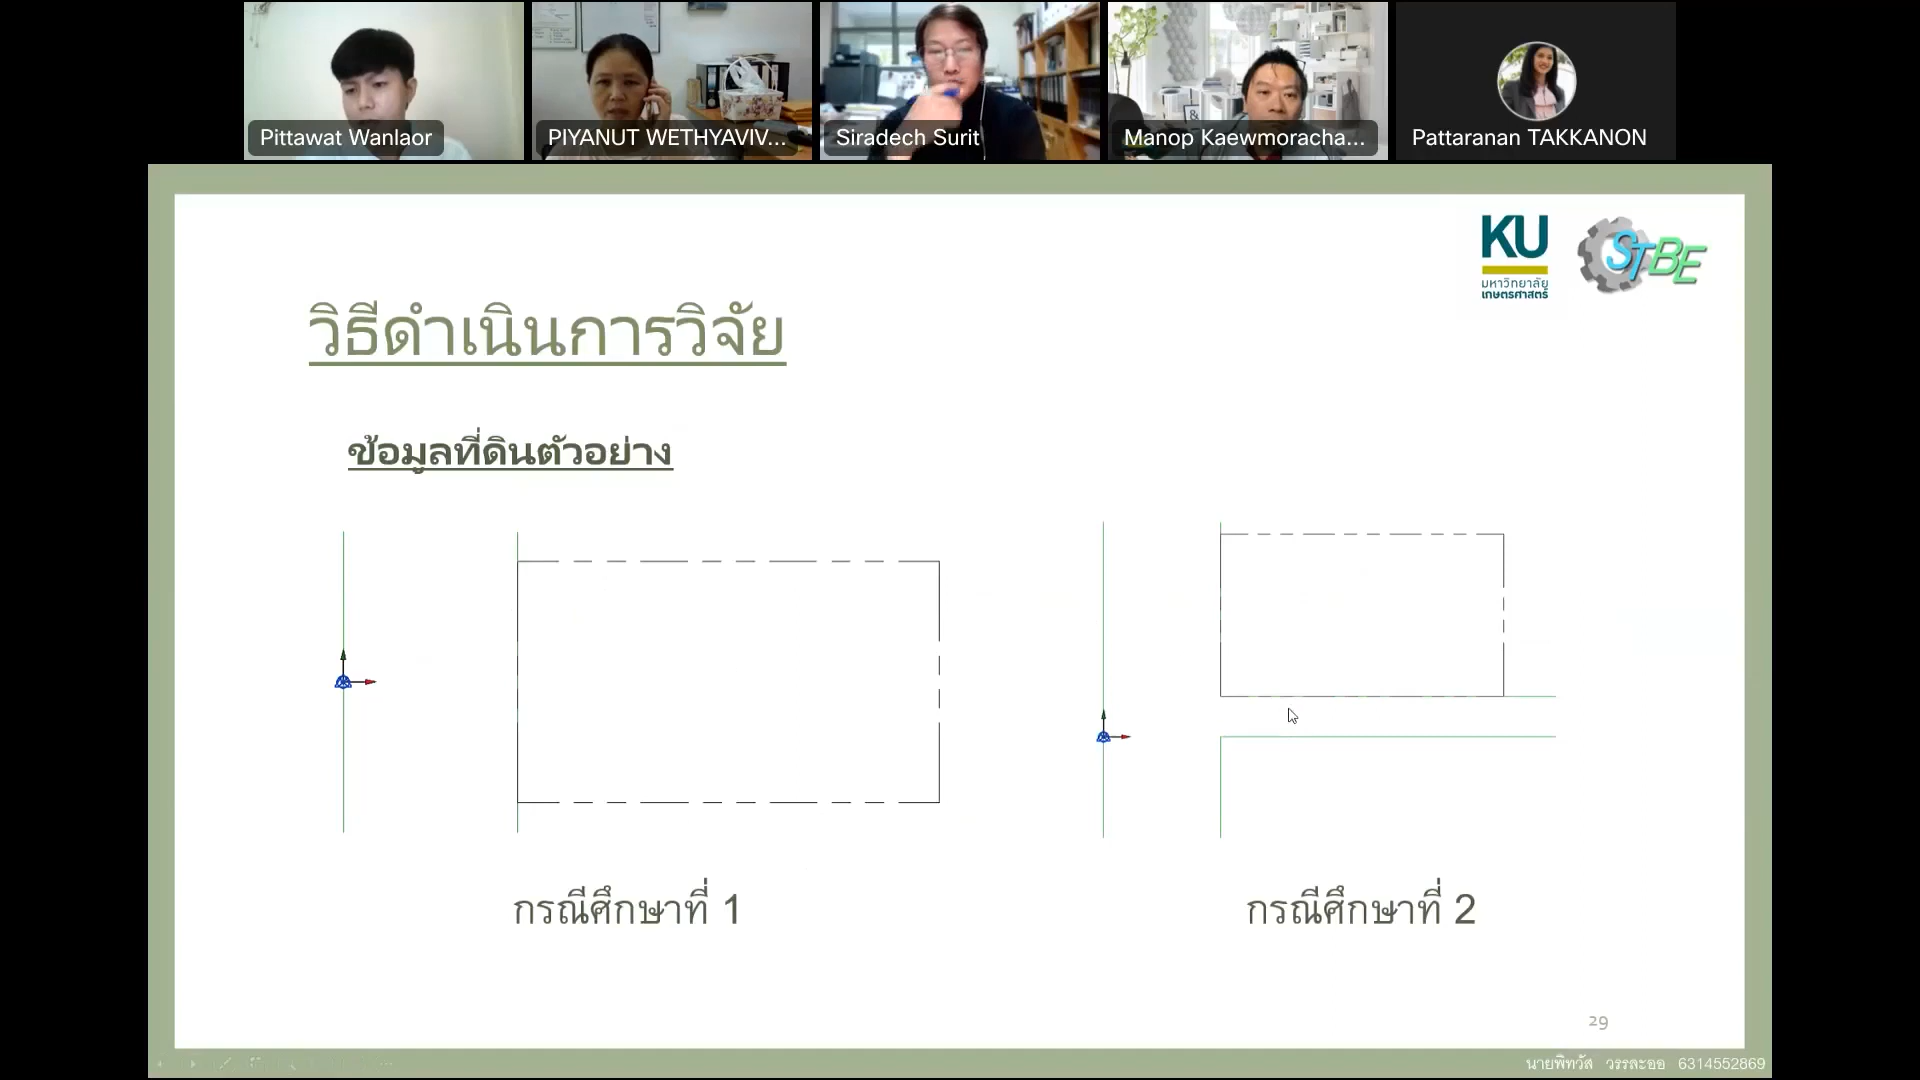 Pittawat Wanlaor
PIYANUT WETHYAVIV...
Siradech Surit
Manop Kaewmoracha...
Pattaranan TAKKANON
KU
มหาวิทยาลัย
เกษตรศาสตร์
STBE
วิธีดำเนินการวิจัย
ข้อมูลที่ดินตัวอย่าง
กรณีศึกษาที่ 1
กรณีศึกษาที่ 2
29
นายพิทวัส วรรละออ 6314552869